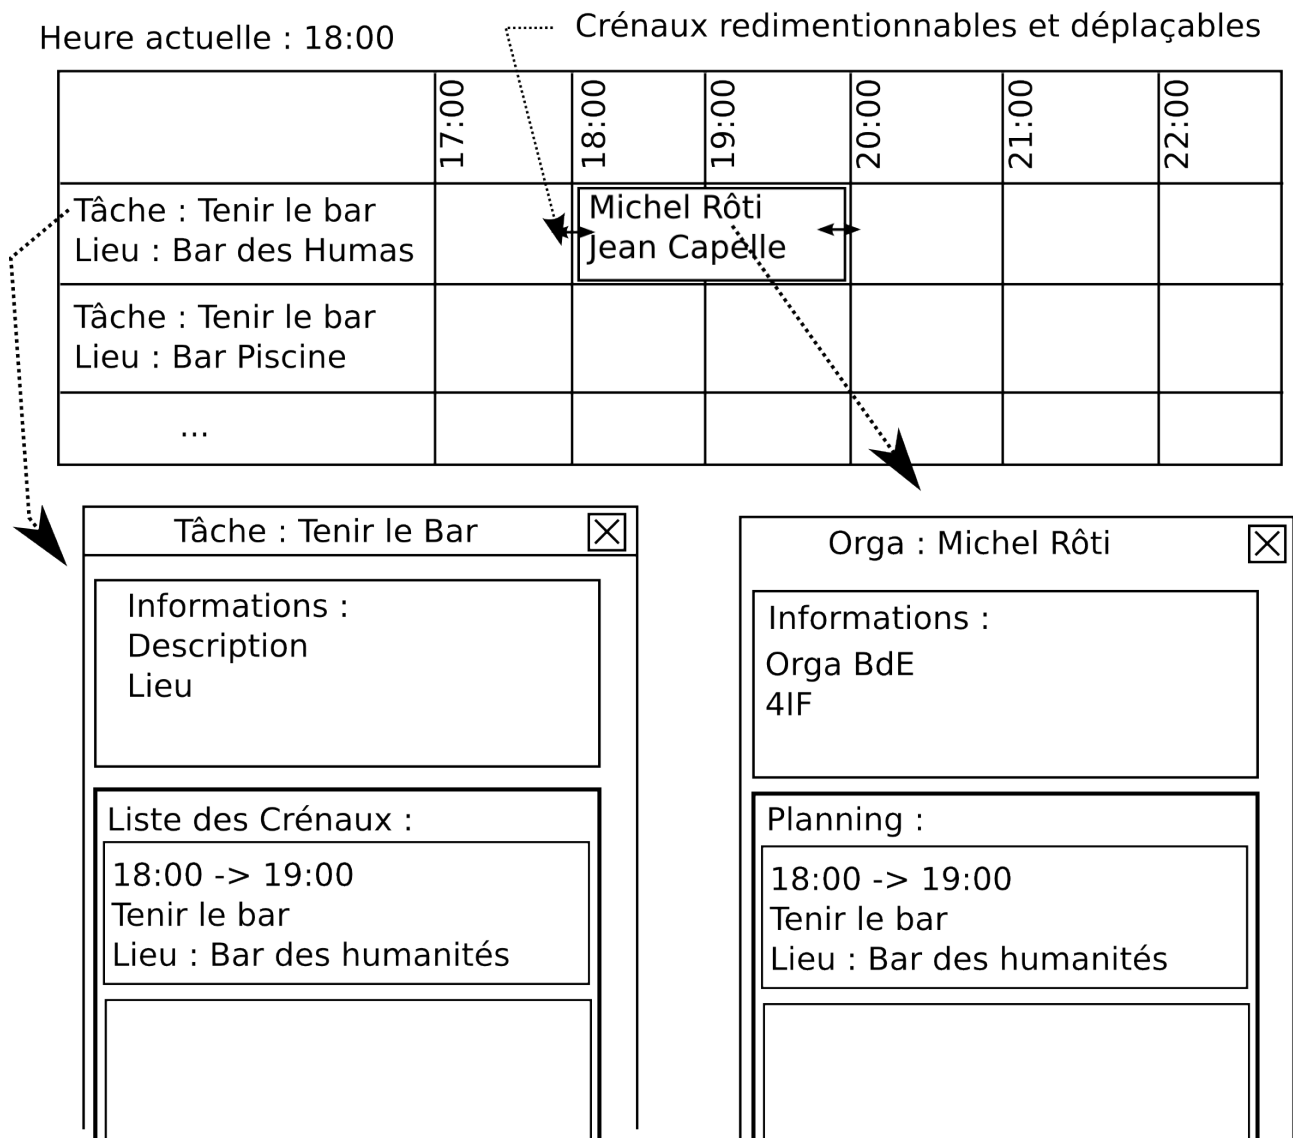 Heure actuelle : 18:00
Crénaux redimentionnables et déplaçables
17:00
18:00
19:00
20:00
21:00
22:00
Tâche : Tenir le bar
Lieu : Bar des Humas
Michel Rôti
Jean Capelle
Tâche : Tenir le bar
Lieu : Bar Piscine
...
Tâche : Tenir le Bar
Informations :
Description
Lieu
Liste des Crénaux :
18:00 -> 19:00
Tenir le bar
Lieu : Bar des humanités
Orga : Michel Rôti
Informations :
Orga BdE
4IF
Planning :
18:00 -> 19:00
Tenir le bar
Lieu : Bar des humanités